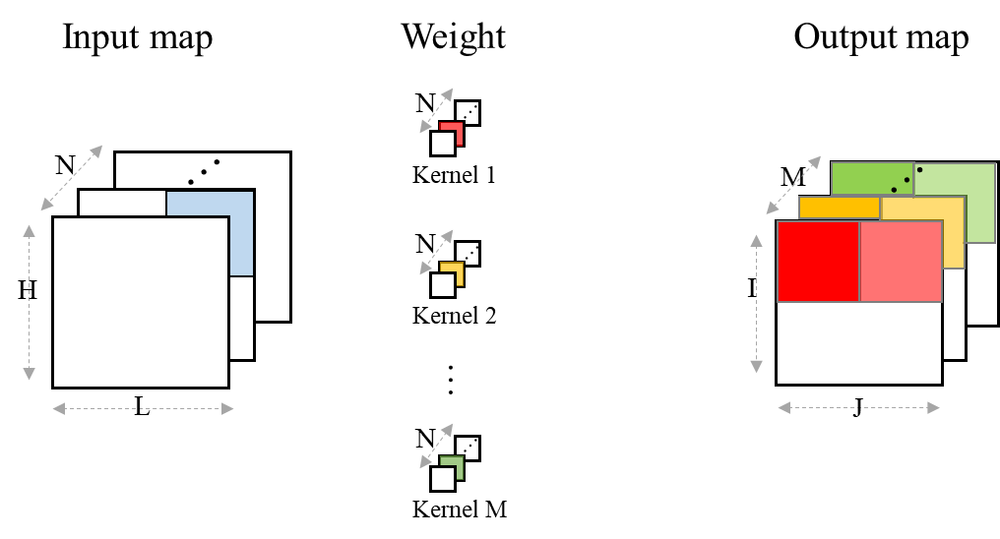 Input map
Weight
Output map
N
H
L
N
Kernel 1
N
Kernel 2
N
Kernel M
M
I
J